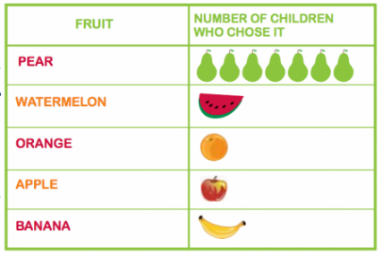 FRUIT
NUMBER OF CHILDREN
WHO CHOSE IT
PEAR
WATERMELON
ORANGE
APPLE
BANANA